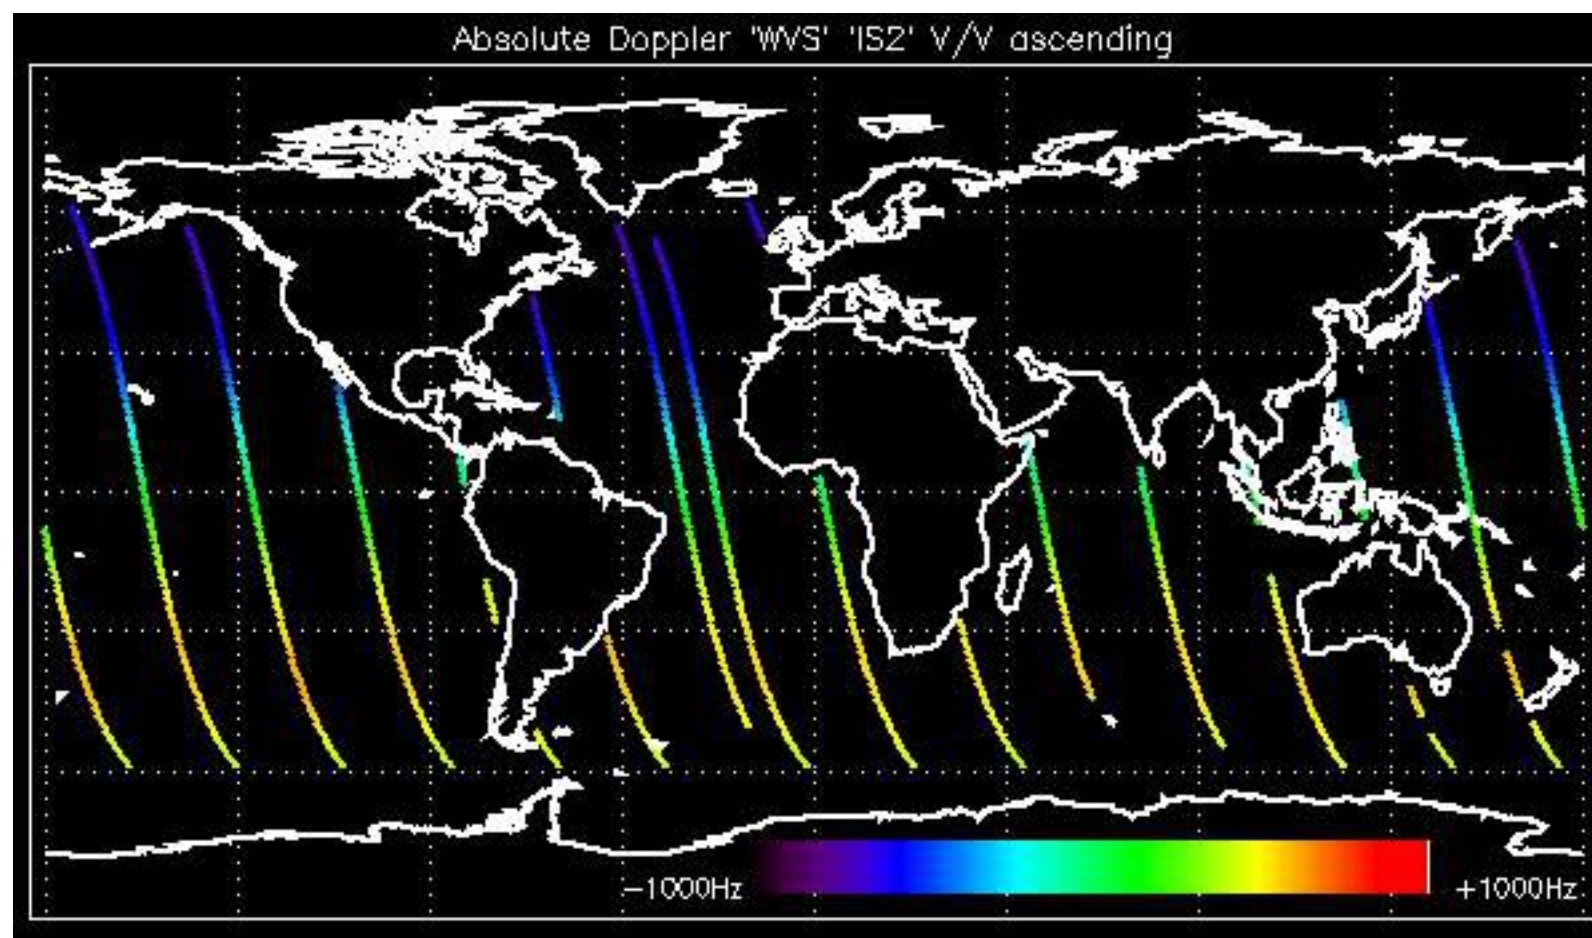 Absolute Doppler 'WVS' 'IS2' V/V ascending
−1000Hz
+1000Hz